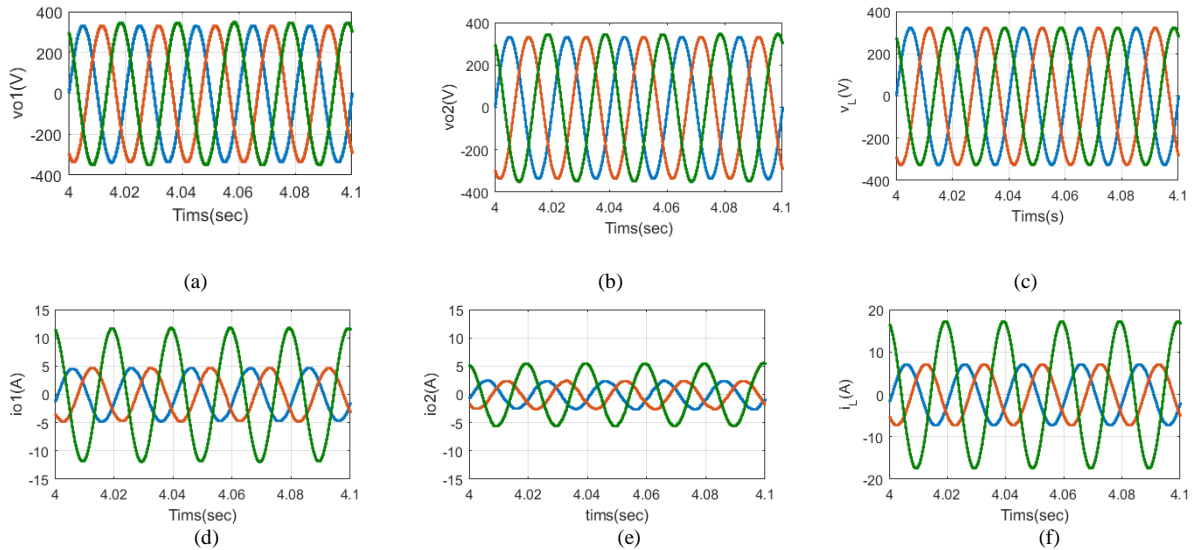 400
200
0
-200
-400
vo1(V)
4 4.02 4.04 4.06 4.08 4.1
Tims(sec)
(a)
400
200
0
-200
-400
vo2(V)
4 4.02 4.04 4.06 4.08 4.1
Tims(sec)
(b)
400
200
0
-200
-400
v_L(V)
4 4.02 4.04 4.06 4.08 4.1
Tims(s)
(c)
15
10
5
0
-5
-10
-15
io1(A)
4 4.02 4.04 4.06 4.08 4.1
Tims(sec)
(d)
15
10
5
0
-5
-10
-15
io2(A)
4 4.02 4.04 4.06 4.08 4.1
tims(sec)
(e)
20
10
0
-10
-20
i_L(A)
4 4.02 4.04 4.06 4.08 4.1
Tims(sec)
(f)